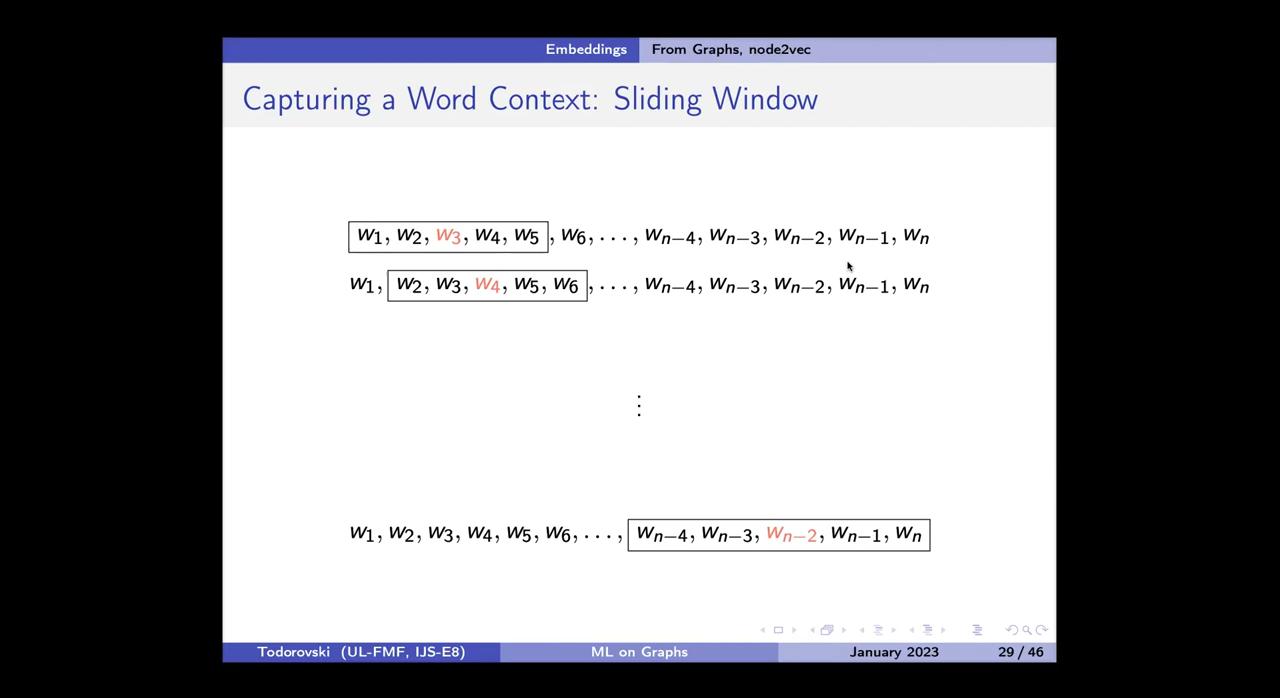 Embeddings From Graphs, node2vec
Capturing a Word Context: Sliding Window
w₁, w₂, w₃, w₄, w₅, w₆, . . . , wₙ₋₄, wₙ₋₃, wₙ₋₂, wₙ₋₁, wₙ
w₁, w₂, w₃, w₄, w₅, w₆, . . . , wₙ₋₄, wₙ₋₃, wₙ₋₂, wₙ₋₁, wₙ
⋮
w₁, w₂, w₃, w₄, w₅, w₆, . . . , wₙ₋₄, wₙ₋₃, wₙ₋₂, wₙ₋₁, wₙ
Todorovski (UL-FMF, IJS-E8) ML on Graphs January 2023 29 / 46